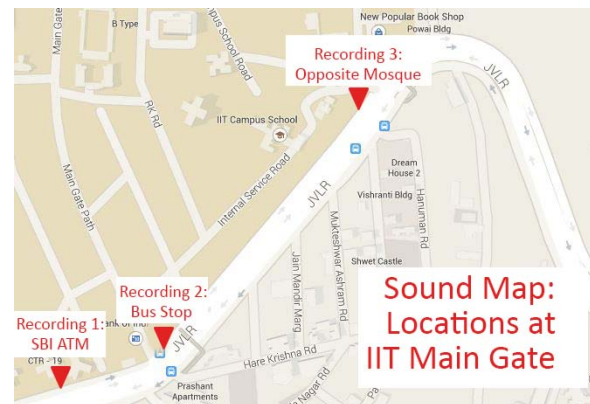 New Popular Book Shop
Powai Bldg
Main Gate
B Type
Campus School Road
Recording 3:
Opposite Mosque
JVLR
RK Rd
IIT Campus School
Dream
House 2
Main Gate Path
Internal Service Road
JVLR
Vishranti Bldg
Hanuman Rd
Mukteshwar Ashram Rd
Shwet Castle
Jain Mandir Marg
Sound Map:
Locations at
IIT Main Gate
Recording 2:
Bus Stop
Recording 1:
SBI ATM
JVLR
CTR - 19
Hare Krishna Rd
Prashant
Apartments
Nagar Rd